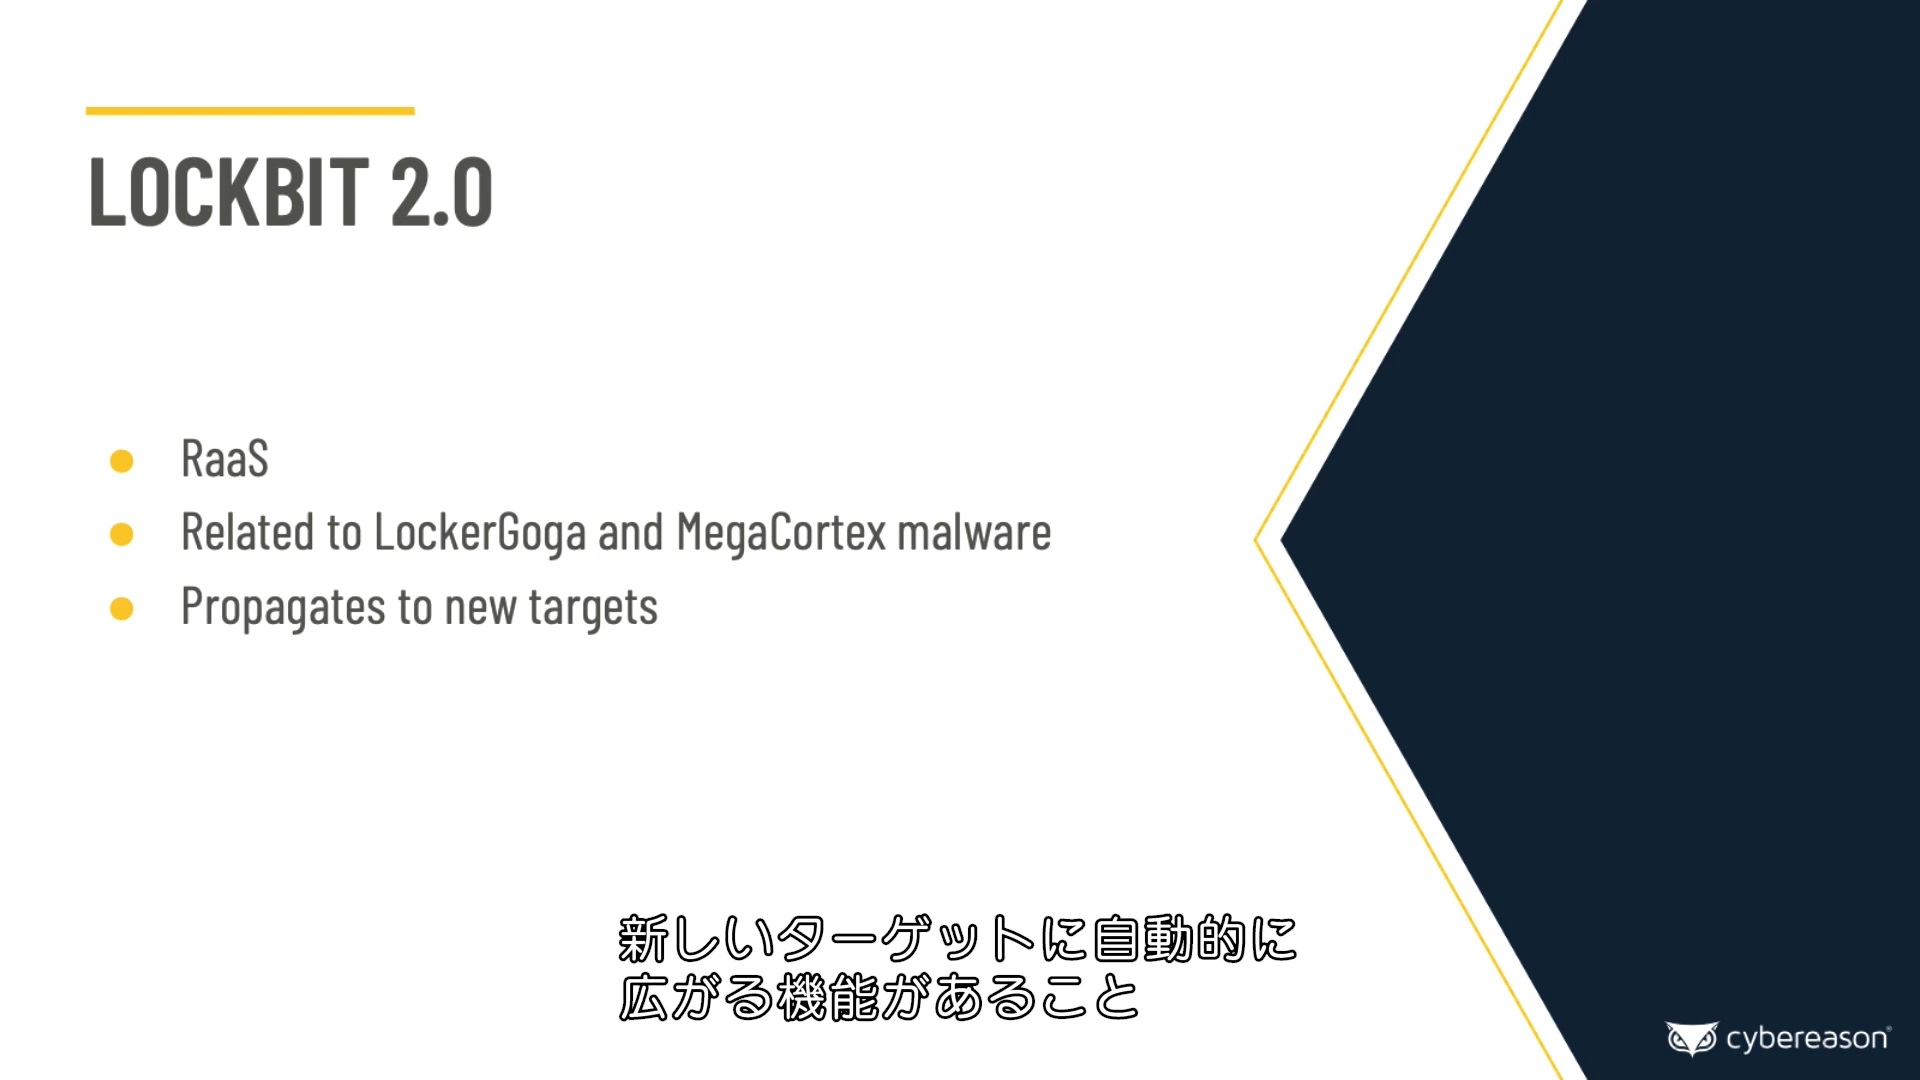 LOCKBIT 2.0
● RaaS
● Related to LockerGoga and MegaCortex malware
● Propagates to new targets
新しいターゲットに自動的に
広がる機能があること
cybereason®